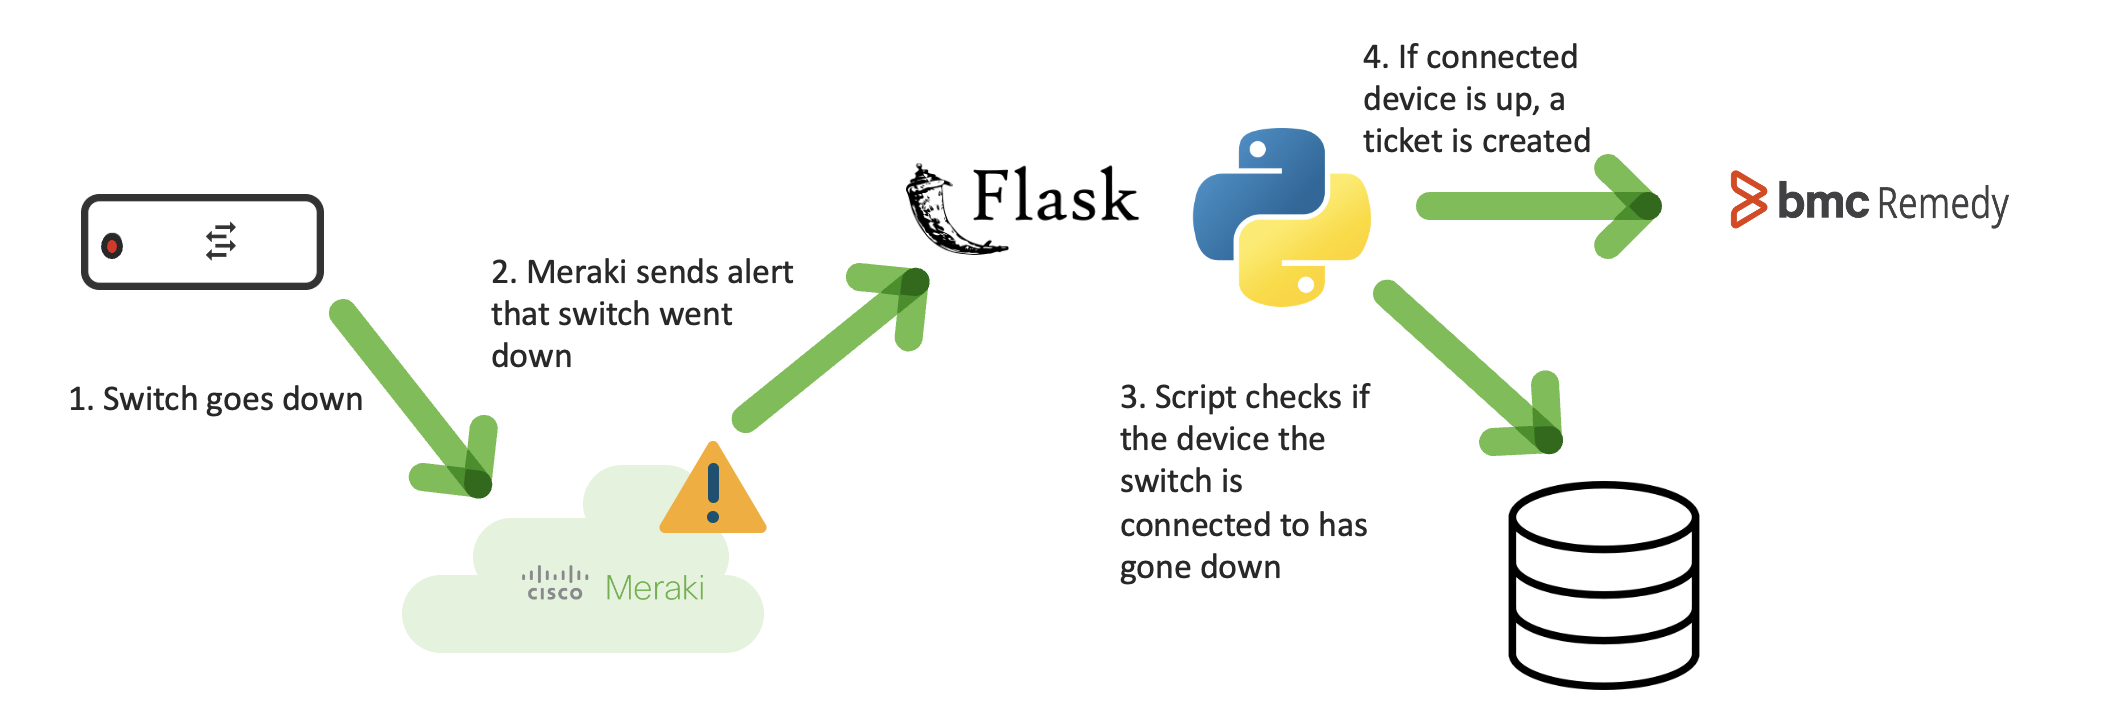 1. Switch goes down
2. Meraki sends alert
that switch went
down
CISCO Meraki
Flask
3. Script checks if
the device the
switch is
connected to has
gone down
4. If connected
device is up, a
ticket is created
bmc Remedy